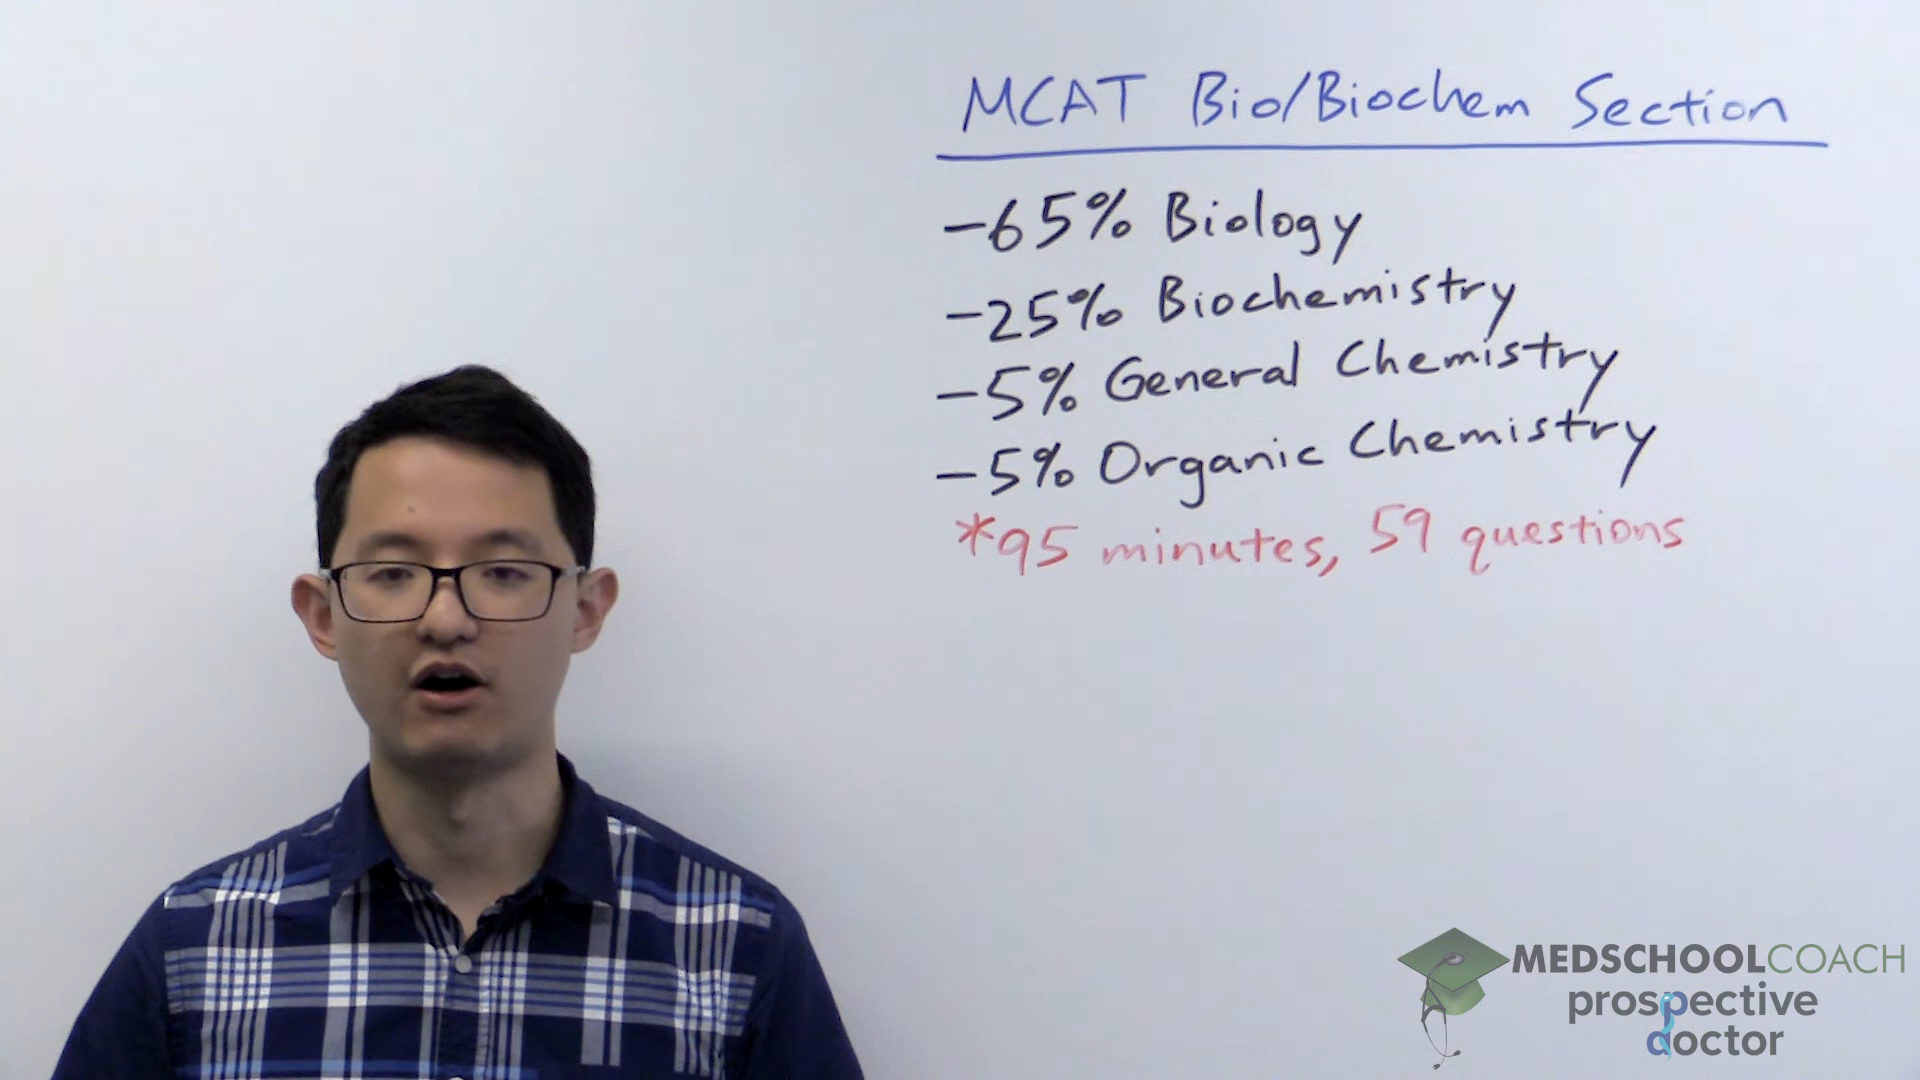 MCAT Bio/Biochem Section
-65% Biology
-25% Biochemistry
-5% General Chemistry
-5% Organic Chemistry
*95 minutes, 59 questions
MEDSCHOOLCOACH
prospective
doctor